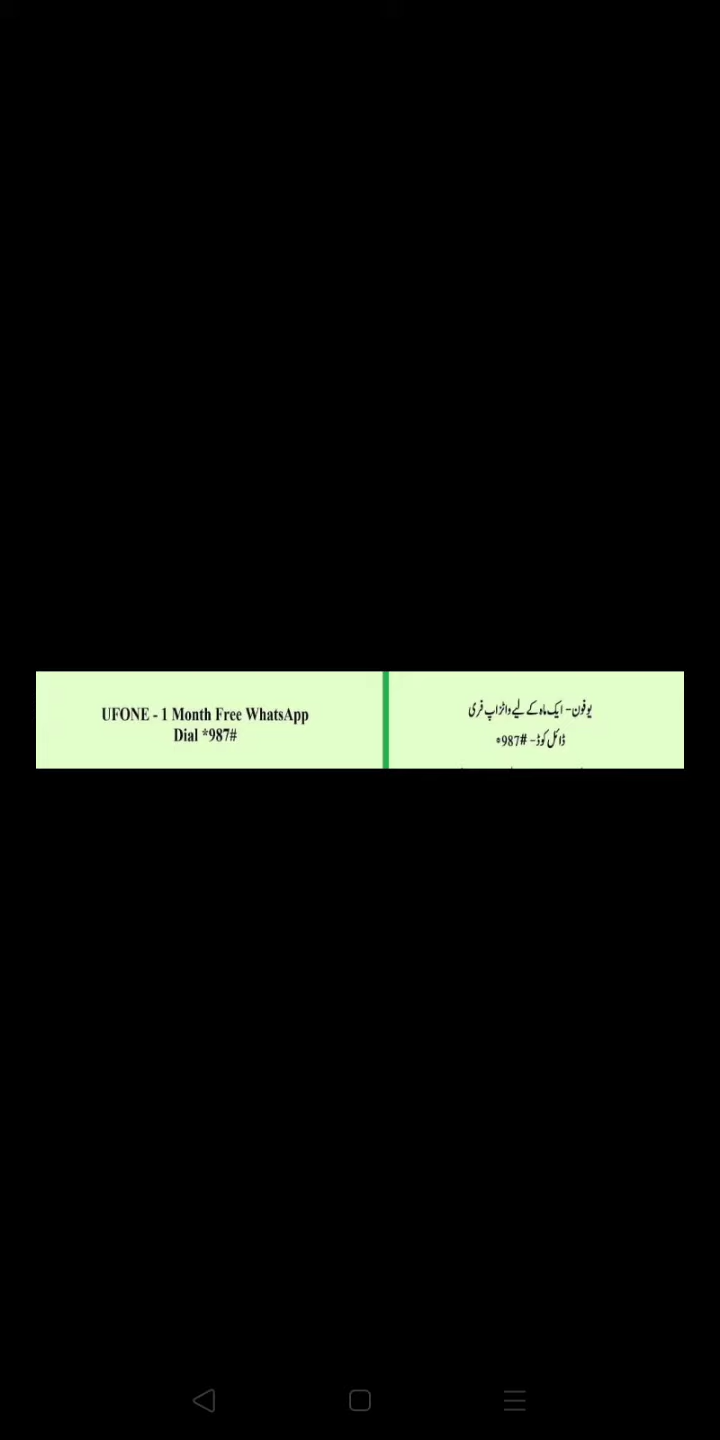 UFONE - 1 Month Free WhatsApp
Dial *987#
یوفون - ایک ماہ کے لیے واٹزاپ فری
ڈائل کوڈ - #987*